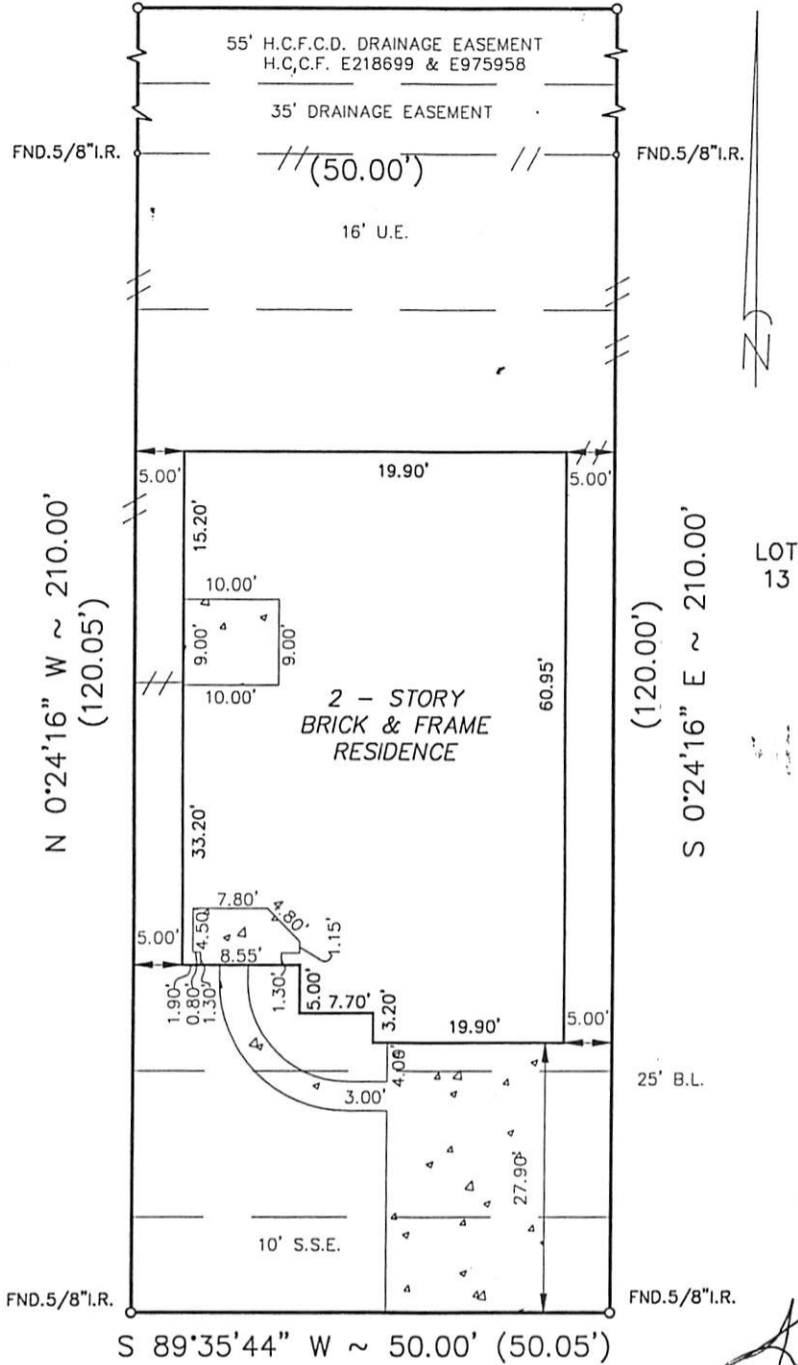 55' H.C.F.C.D. DRAINAGE EASEMENT
H.C,C.F. E218699 & E975958
35' DRAINAGE EASEMENT
FND.5/8"I.R.
(50.00')
FND.5/8"I.R.
16' U.E.
N
5.00'
19.90'
5.00'
15.20'
N 0°24'16" W ~ 210.00'
(120.05')
10.00'
9.00'
9.00'
10.00'
2 - STORY
BRICK & FRAME
RESIDENCE
60.95'
(120.00')
S 0°24'16" E ~ 210.00'
LOT
13
33.20'
7.80'
4.80'
4.50'
1.15'
5.00'
8.55'
1.90'
0.80'
1.30'
1.30'
5.00'
7.70'
3.20'
19.90'
5.00'
4.00'
25' B.L.
3.00'
27.90'
10' S.S.E.
FND.5/8"I.R.
FND.5/8"I.R.
S 89°35'44" W ~ 50.00' (50.05')